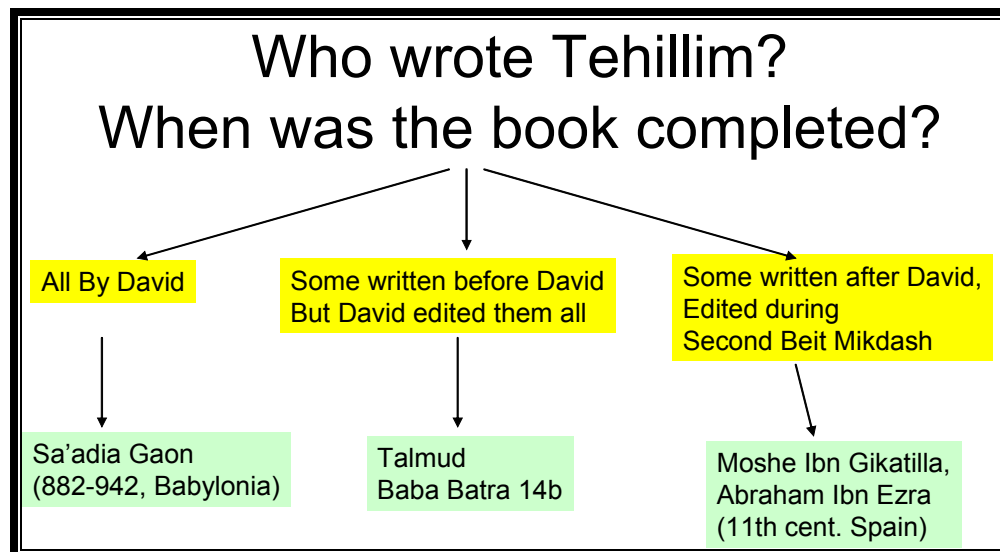 Who wrote Tehillim?
When was the book completed?
All By David
Some written before David
But David edited them all
Some written after David,
Edited during
Second Beit Mikdash
Sa’adia Gaon
(882-942, Babylonia)
Talmud
Baba Batra 14b
Moshe Ibn Gikatilla,
Abraham Ibn Ezra
(11th cent. Spain)